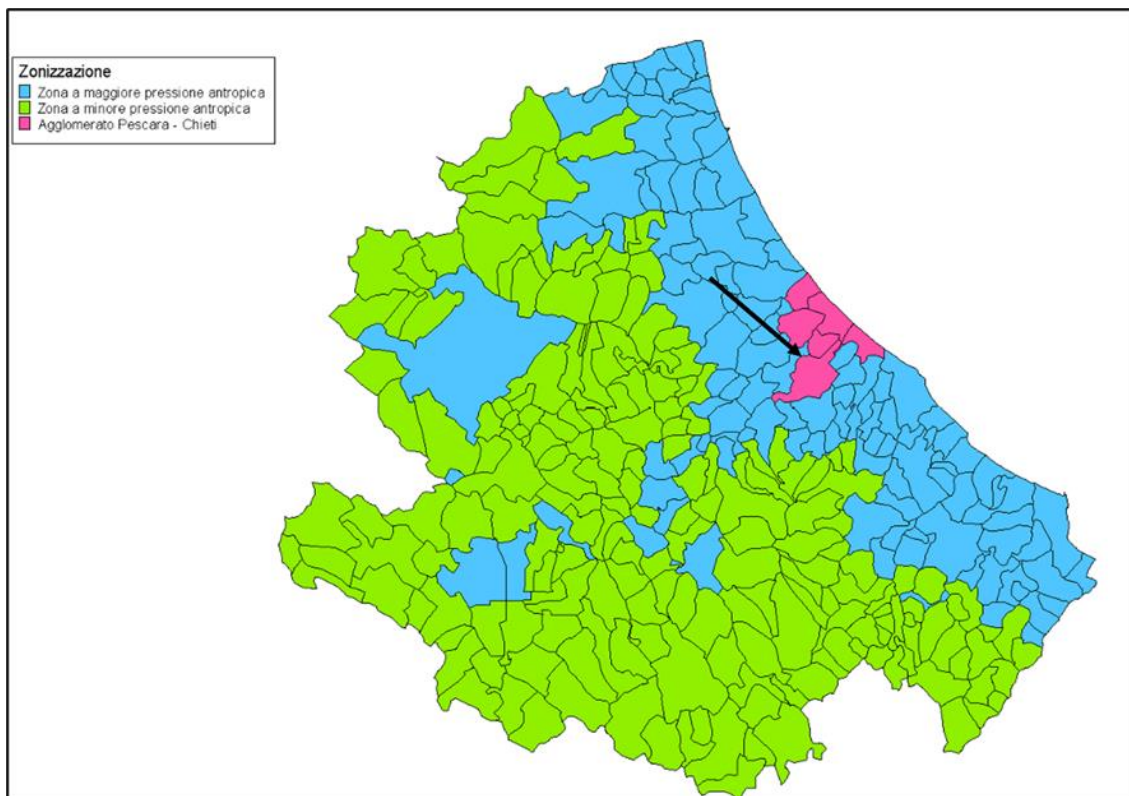 Zonizzazione
Zona a maggiore pressione antropica
Zona a minore pressione antropica
Agglomerato Pescara - Chieti